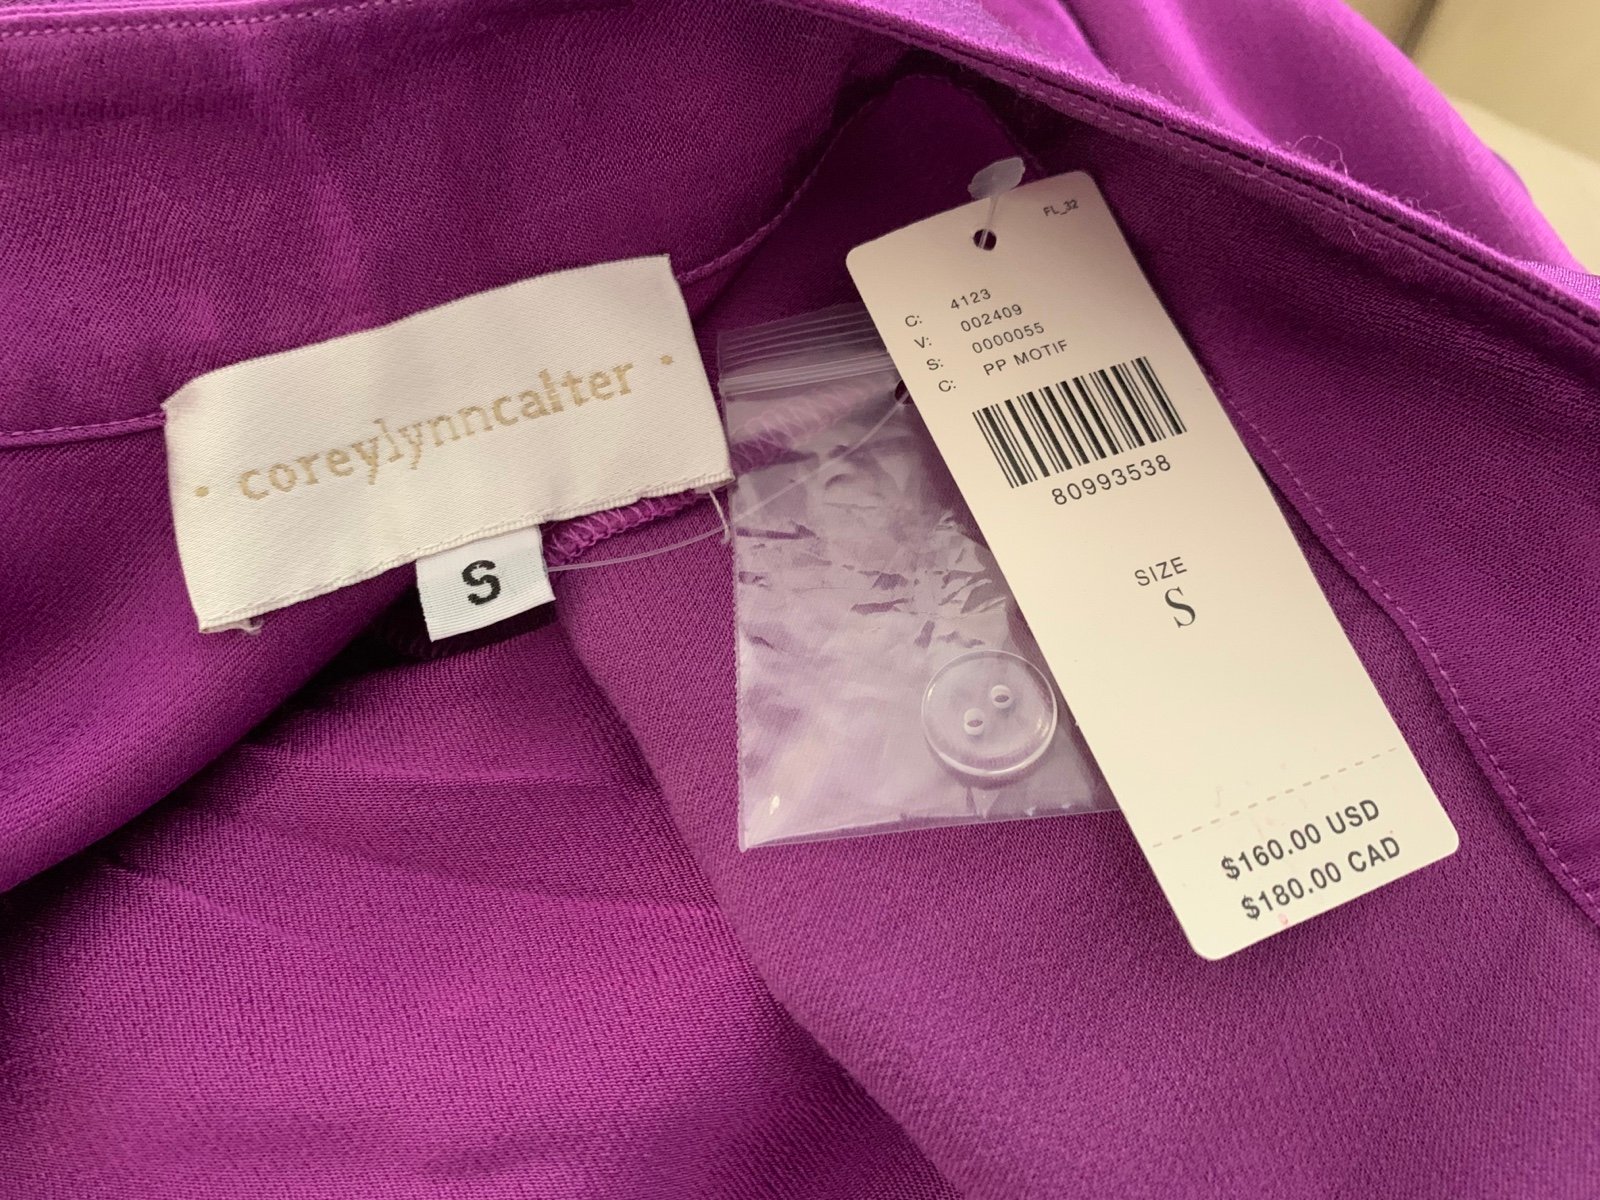 • coreylynncalter •
S
FL_32
C: 4123
V: 002409
S: 0000055
C: PP MOTIF
80993538
SIZE
S
$160.00 USD
$180.00 CAD